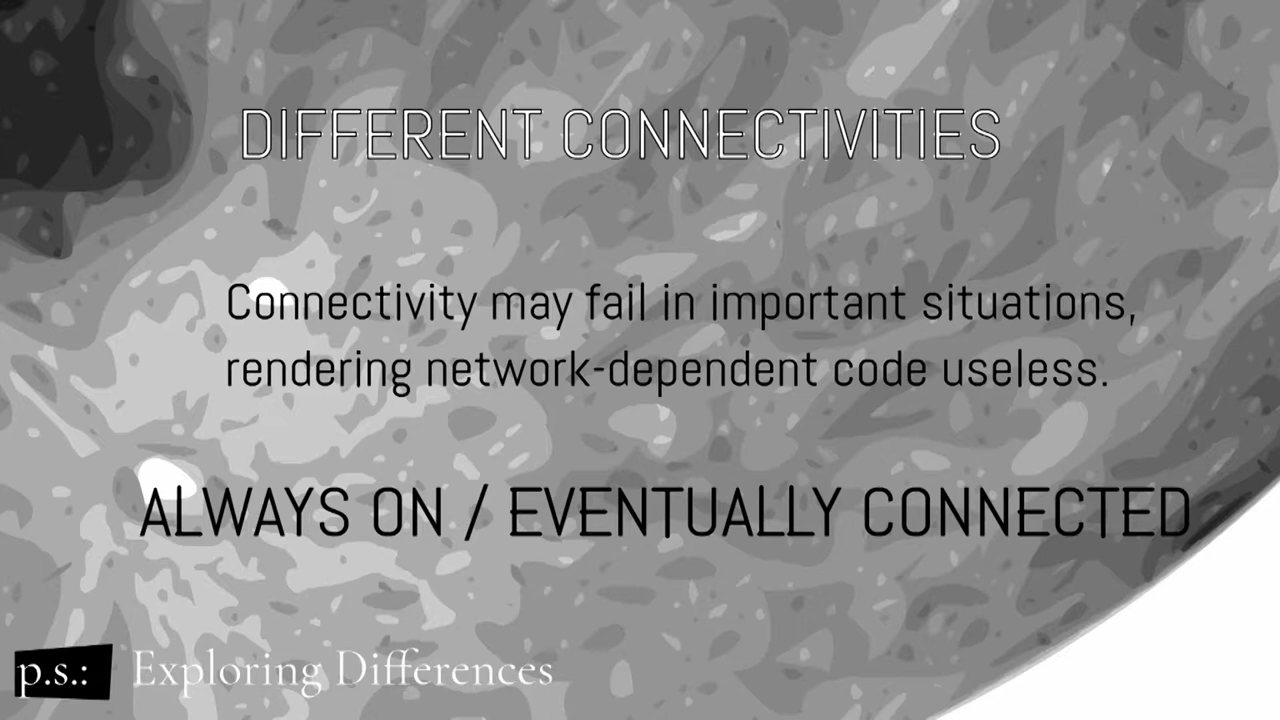 DIFFERENT CONNECTIVITIES
Connectivity may fail in important situations,
rendering network-dependent code useless.
ALWAYS ON / EVENTUALLY CONNECTED
p.s.: Exploring Differences